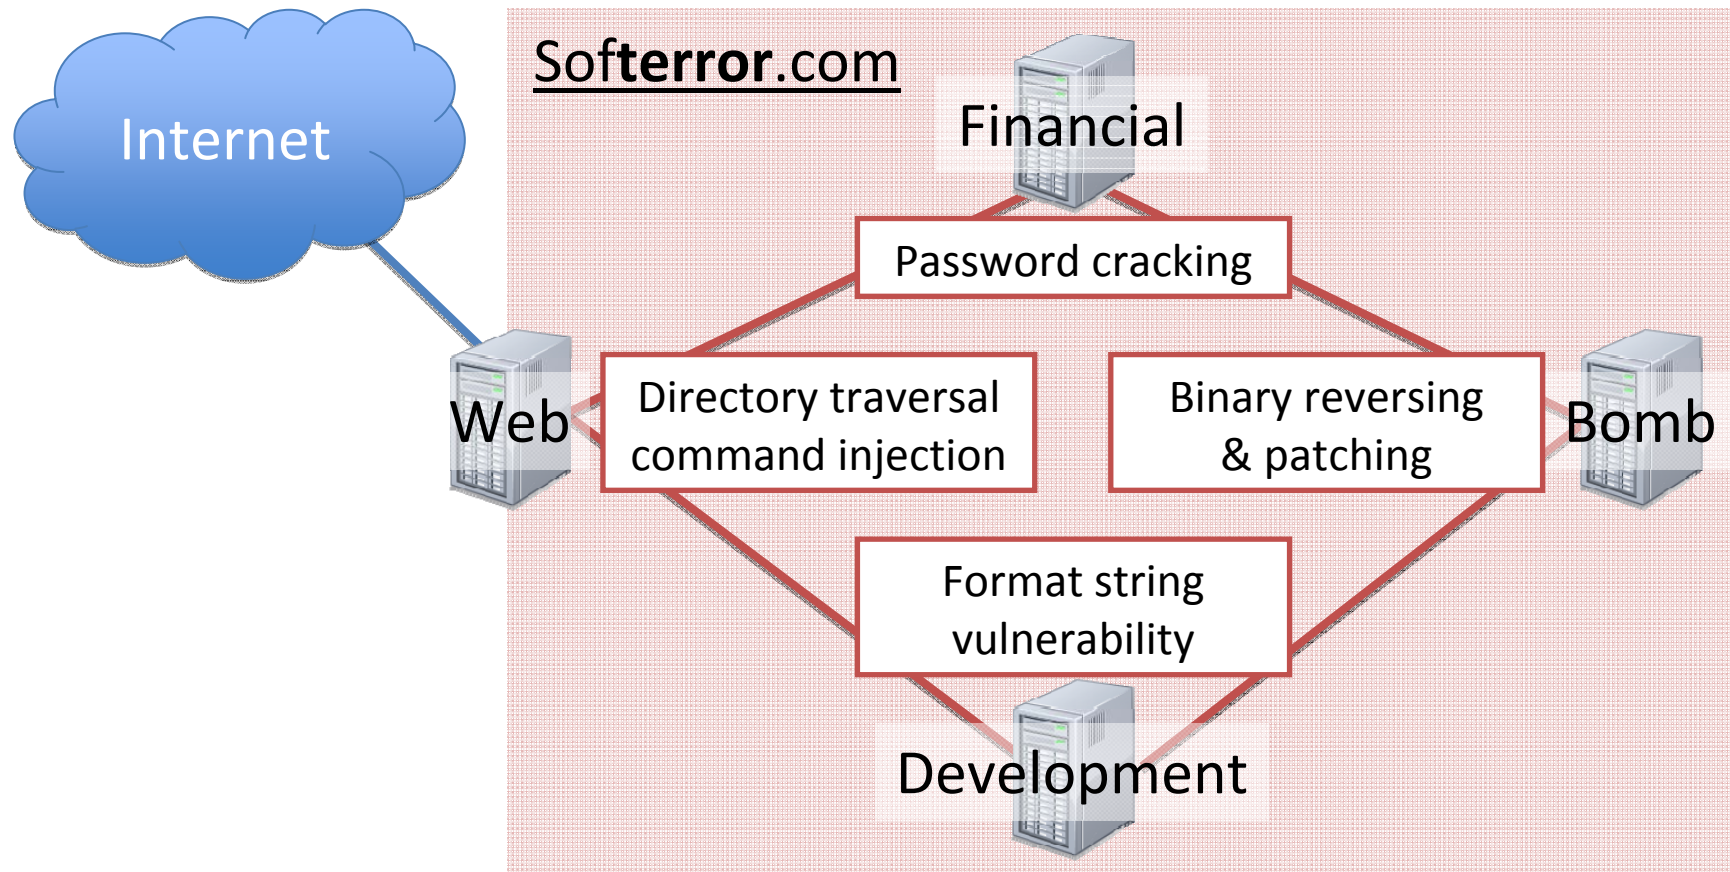 Internet
Softerror.com
Financial
Password cracking
Web
Directory traversal
command injection
Binary reversing
& patching
Bomb
Format string
vulnerability
Development